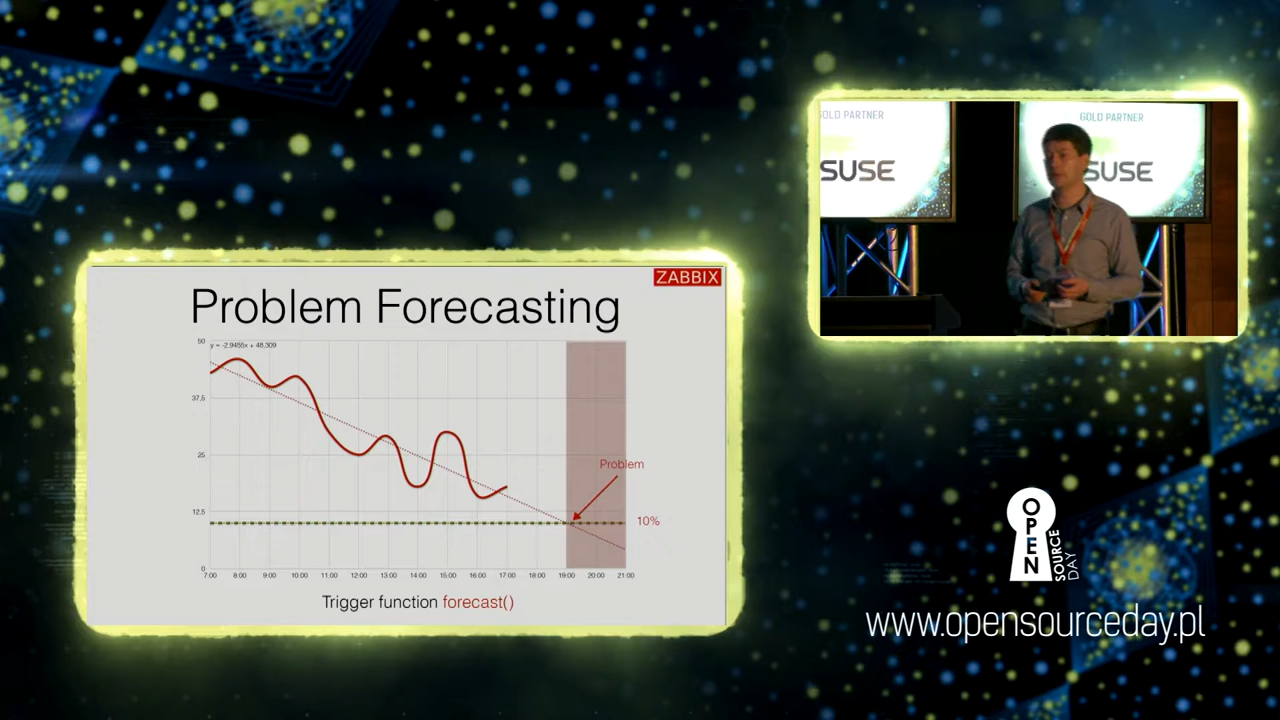 ZABBIX
Problem Forecasting
y = -2.9455x + 48.309
50
37.5
25
12.5
0
7:00 8:00 9:00 10:00 11:00 12:00 13:00 14:00 15:00 16:00 17:00 18:00 19:00 20:00 21:00
Problem
10%
Trigger function forecast()
GOLD PARTNER
SUSE
GOLD PARTNER
SUSE
OPEN
SOURCE
DAY
www.opensourceday.pl